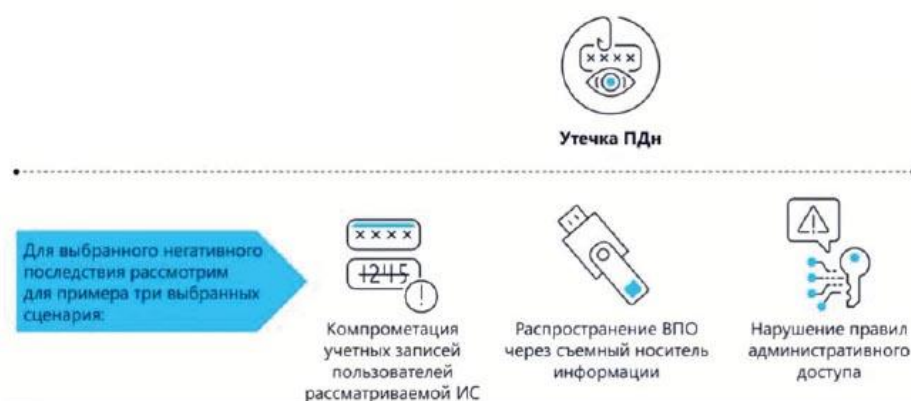 ××××
Утечка ПДн
Для выбранного негативного
последствия рассмотрим
для примера три выбранных
сценария:
××××
1245
!
!
Компрометация
учетных записей
пользователей
рассматриваемой ИС
Распространение ВПО
через съемный носитель
информации
Нарушение правил
административного
доступа